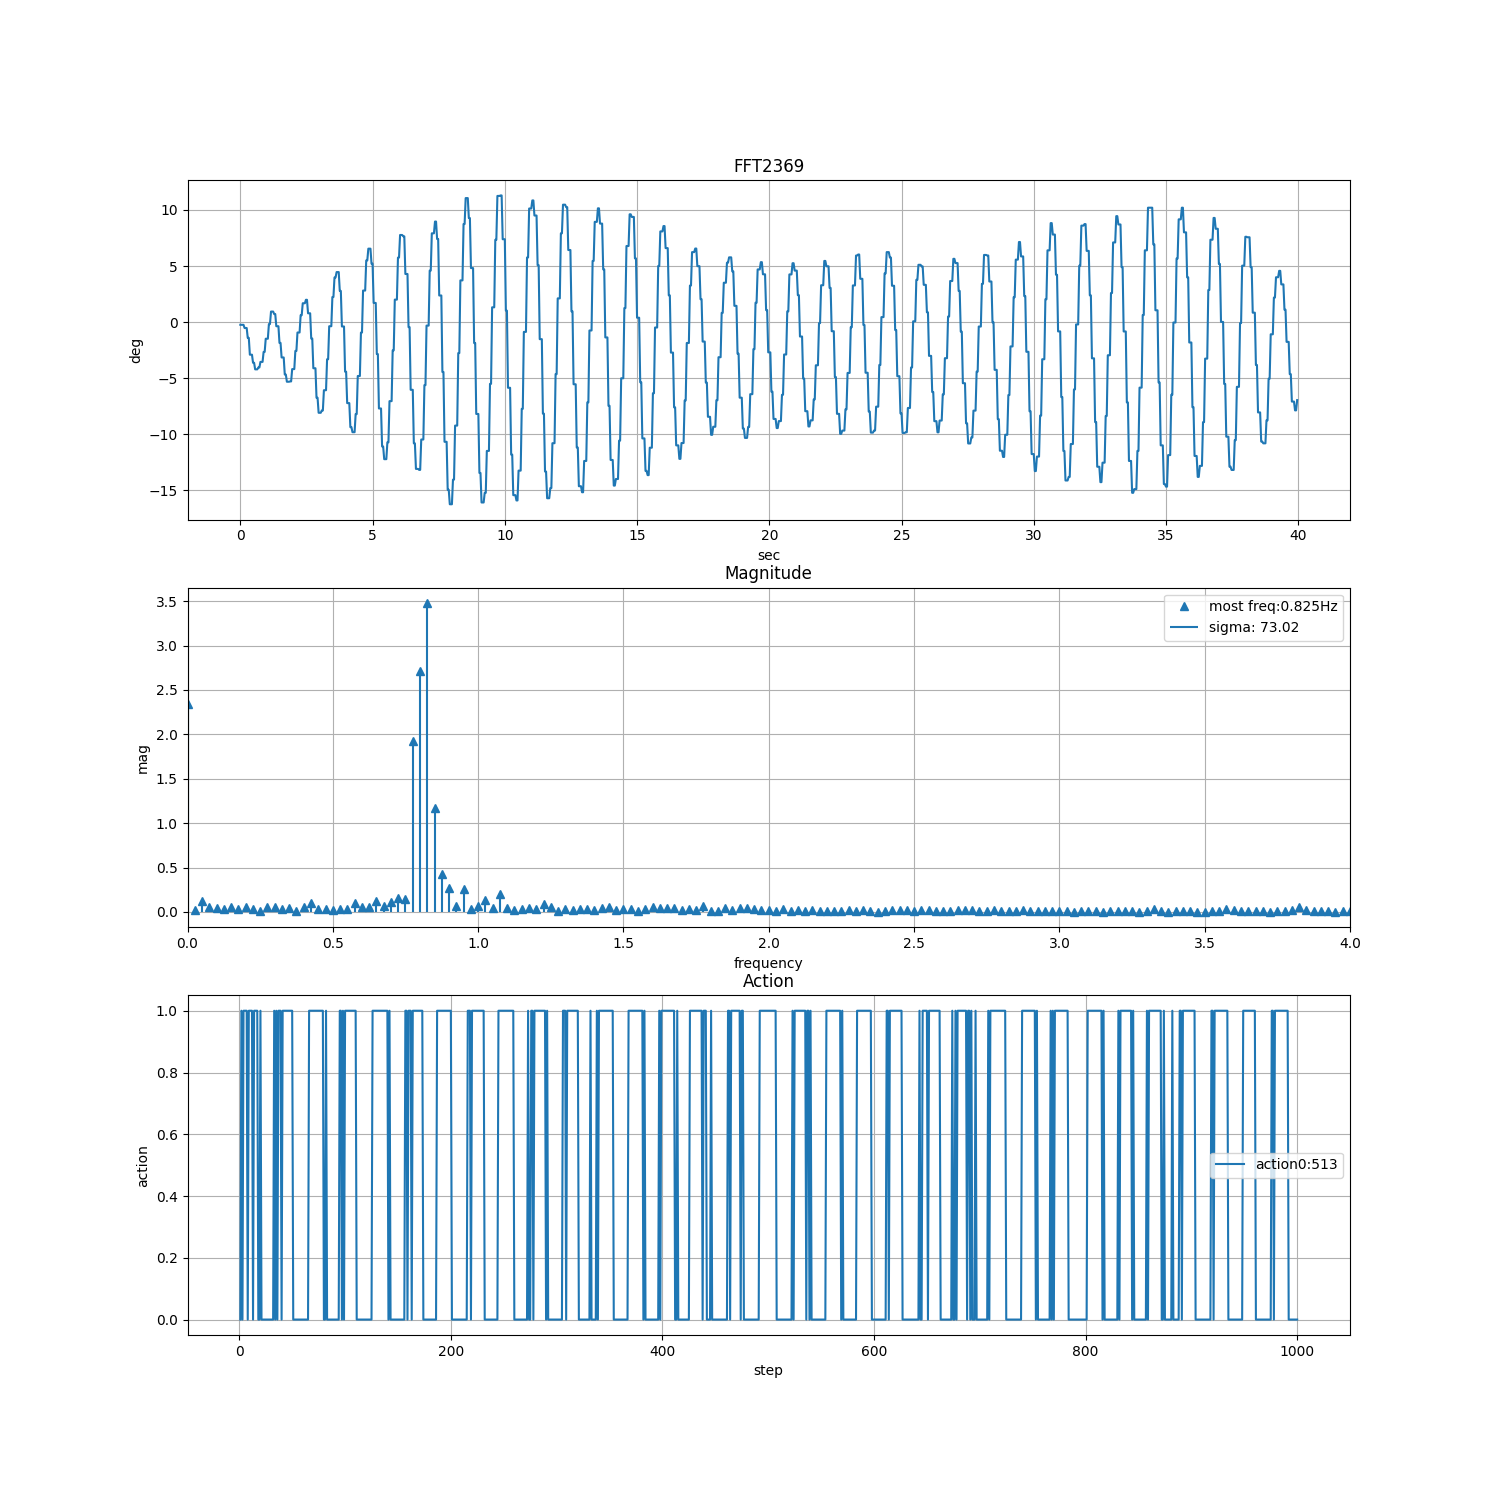 FFT2369
10
5
0
−5
−10
−15
deg
0 5 10 15 20 25 30 35 40
sec
Magnitude
3.5
3.0
2.5
2.0
1.5
1.0
0.5
0.0
mag
most freq:0.825Hz
sigma: 73.02
0.0 0.5 1.0 1.5 2.0 2.5 3.0 3.5 4.0
frequency
Action
1.0
0.8
0.6
0.4
0.2
0.0
action
action0:513
0 200 400 600 800 1000
step